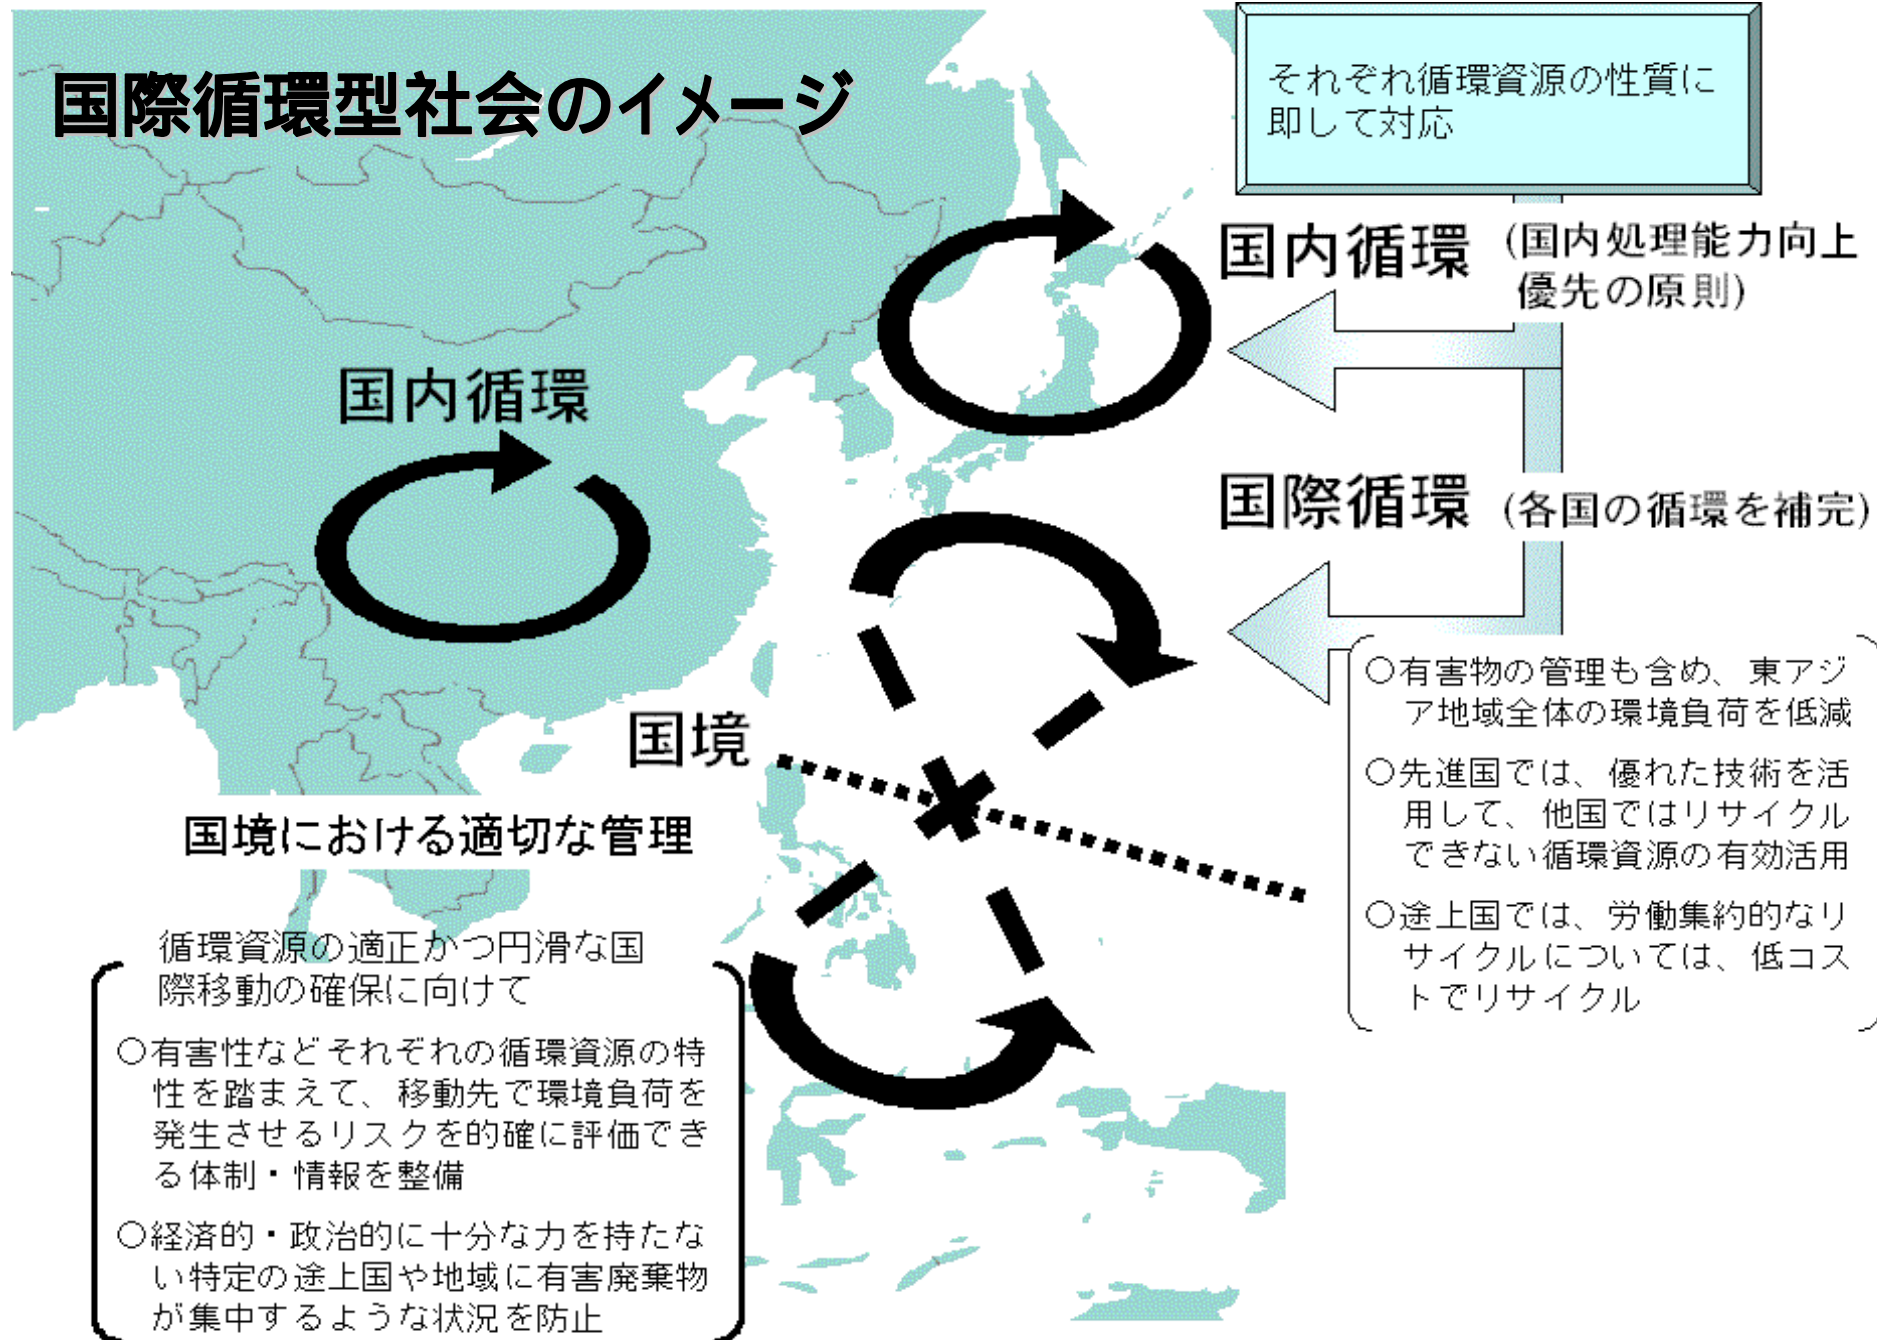 国際循環型社会のイメージ
それぞれ循環資源の性質に
即して対応
国内循環 (国内処理能力向上
優先の原則)
国内循環
国際循環 (各国の循環を補完)
○有害物の管理も含め、東アジ
ア地域全体の環境負荷を低減
○先進国では、優れた技術を活
用して、他国ではリサイクル
できない循環資源の有効活用
○途上国では、労働集約的なリ
サイクルについては、低コス
トでリサイクル
国境
国境における適切な管理
循環資源の適正かつ円滑な国
際移動の確保に向けて
○有害性などそれぞれの循環資源の特
性を踏まえて、移動先で環境負荷を
発生させるリスクを的確に評価でき
る体制・情報を整備
○経済的・政治的に十分な力を持たな
い特定の途上国や地域に有害廃棄物
が集中するような状況を防止